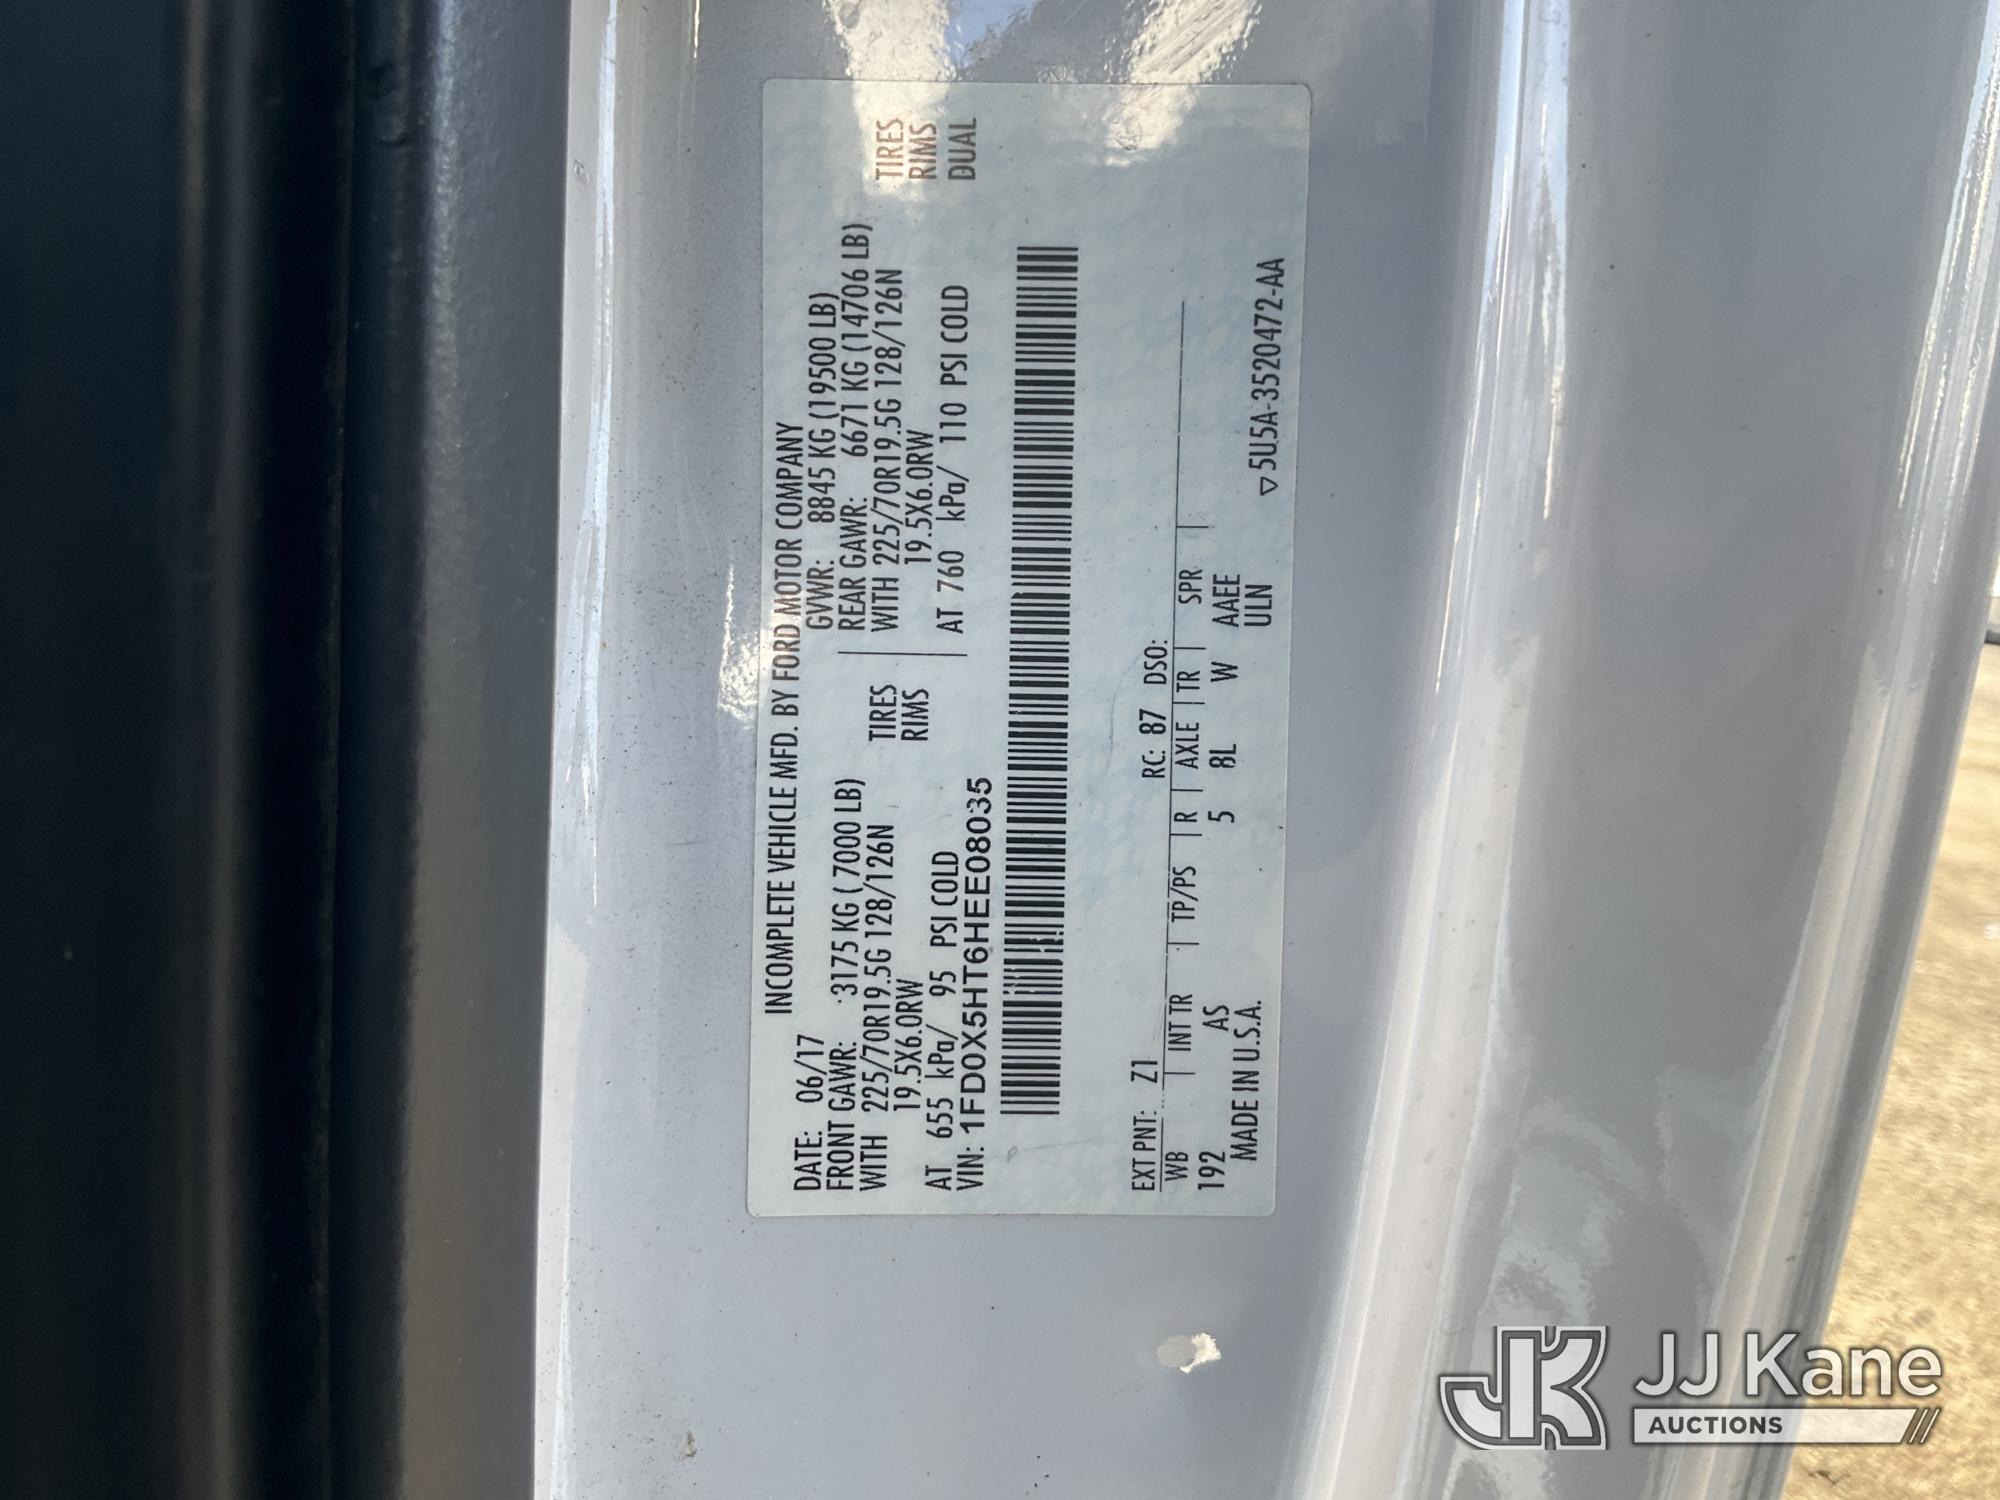 INCOMPLETE VEHICLE MFD. BY FORD MOTOR COMPANY
DATE: 06/17 GVWR: 8845 KG (19500 LB)
FRONT GAWR: 3175 KG ( 7000 LB) REAR GAWR: 6671 KG (14706 LB)
WITH 225/70R19.5G 128/126N TIRES WITH 225/70R19.5G 128/126N TIRES
19.5X6.0RW RIMS 19.5X6.0RW RIMS
AT 655 kPa/ 95 PSI COLD AT 760 kPa/ 110 PSI COLD DUAL
VIN: 1FD0X5HT6HEE08035
EXT PNT: Z1 RC: 87 DSO:
WB | INT TR | TP/PS | R | AXLE | TR | SPR |
192 AS 5 8L W AAEE
MADE IN U.S.A. ULN
▽ 5U5A-3520472-AA
JK JJ Kane
AUCTIONS